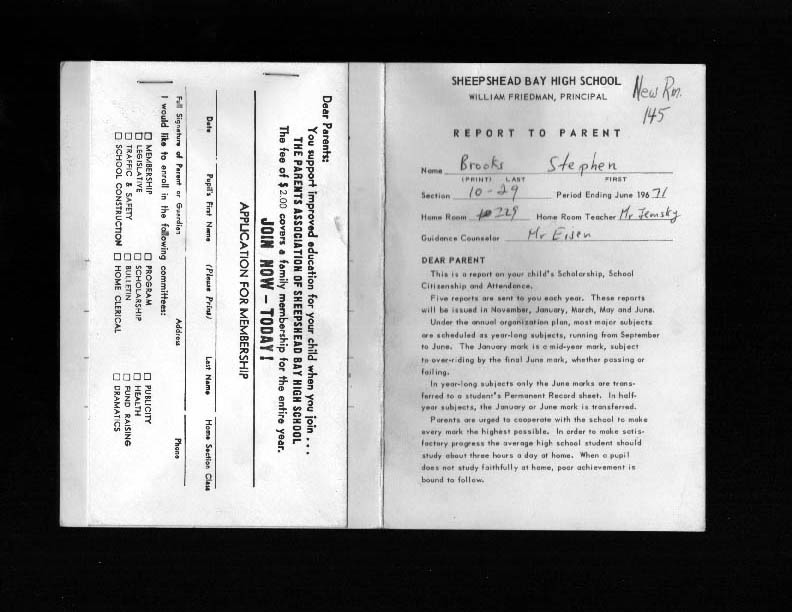 Dear Parents:
You support improved education for your child when you join . . .
THE PARENTS ASSOCIATION OF SHEEPSHEAD BAY HIGH SCHOOL
The fee of $2.00 covers a family membership for the entire year.
JOIN NOW – TODAY!
APPLICATION FOR MEMBERSHIP
Date Pupil's First Name (Please Print) Last Name Home Section Class
Full Signature of Parent or Guardian Address Phone
I would like to enroll in the following committees:
☐ MEMBERSHIP ☐ PROGRAM ☐ PUBLICITY
☐ LEGISLATIVE ☐ SCHOLARSHIP ☐ HEALTH
☐ TRAFFIC & SAFETY ☐ BULLETIN ☐ FUND RAISING
☐ SCHOOL CONSTRUCTION ☐ HOME CLERICAL ☐ DRAMATICS
SHEEPSHEAD BAY HIGH SCHOOL
WILLIAM FRIEDMAN, PRINCIPAL
New Rm.
145
REPORT TO PARENT
Name Brooks Stephen
(PRINT) LAST FIRST
Section 10-29 Period Ending June 1971
Home Room 229 Home Room Teacher Mr Jemsky
Guidance Counselor Mr Eisen
DEAR PARENT
This is a report on your child's Scholarship, School
Citizenship and Attendance.
Five reports are sent to you each year. These reports
will be issued in November, January, March, May and June.
Under the annual organization plan, most major subjects
are scheduled as year-long subjects, running from September
to June. The January mark is a mid-year mark, subject
to over-riding by the final June mark, whether passing or
failing.
In year-long subjects only the June marks are trans-
ferred to a student's Permanent Record sheet. In half-
year subjects, the January or June mark is transferred.
Parents are urged to cooperate with the school to make
every mark the highest possible. In order to make satis-
factory progress the average high school student should
study about three hours a day at home. When a pupil
does not study faithfully at home, poor achievement is
bound to follow.